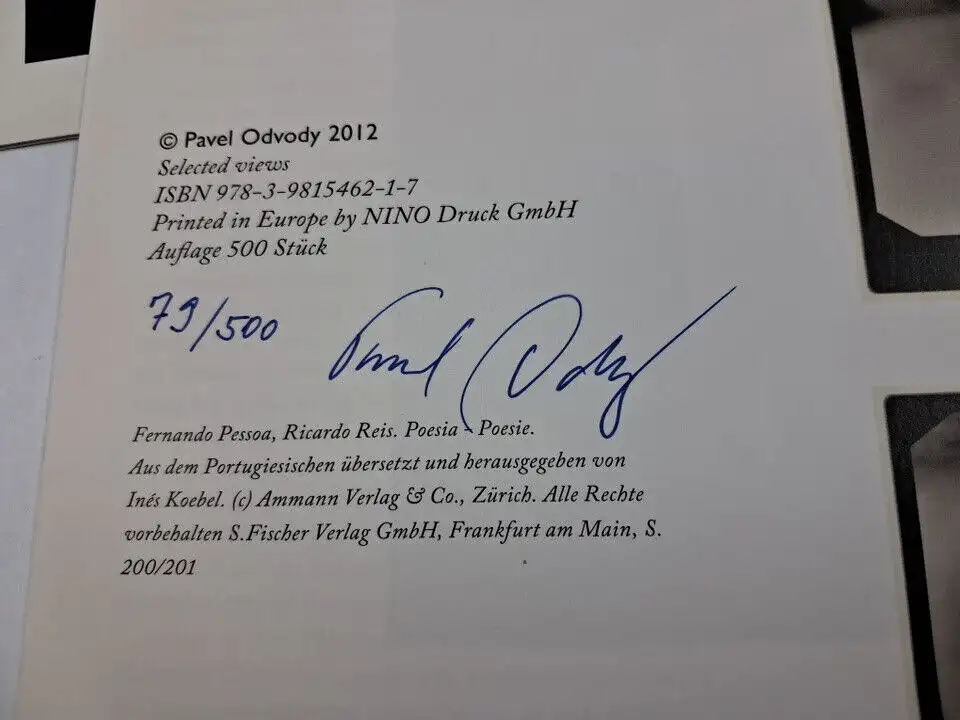 © Pavel Odvody 2012
Selected views
ISBN 978-3-9815462-1-7
Printed in Europe by NINO Druck GmbH
Auflage 500 Stück
79/500 Pavel Odvody
Fernando Pessoa, Ricardo Reis. Poesia - Poesie.
Aus dem Portugiesischen übersetzt und herausgegeben von
Inés Koebel. (c) Ammann Verlag & Co., Zürich. Alle Rechte
vorbehalten S.Fischer Verlag GmbH, Frankfurt am Main, S.
200/201